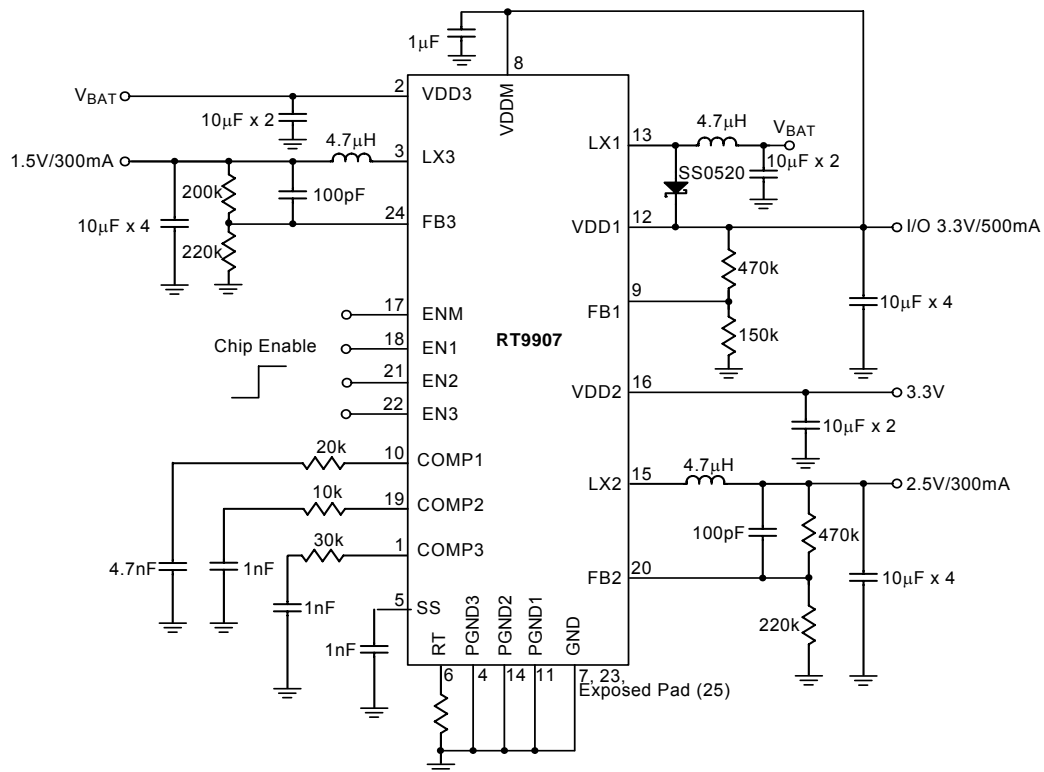 1μF
8
VDDM
V_BAT
2
VDD3
10μF x 2
4.7μH
3
LX3
1.5V/300mA
200k
100pF
10μF x 4
24
FB3
220k
17
ENM
Chip Enable
18
EN1
21
EN2
22
EN3
RT9907
20k
10
COMP1
10k
19
COMP2
30k
1
COMP3
4.7nF
1nF
1nF
5
SS
1nF
RT
PGND3
PGND2
PGND1
GND
6
4
14
11
7, 23,
Exposed Pad (25)
LX1
13
4.7μH
V_BAT
10μF x 2
SS0520
VDD1
12
I/O 3.3V/500mA
470k
9
FB1
10μF x 4
150k
VDD2
16
3.3V
10μF x 2
4.7μH
LX2
15
2.5V/300mA
100pF
470k
FB2
20
10μF x 4
220k